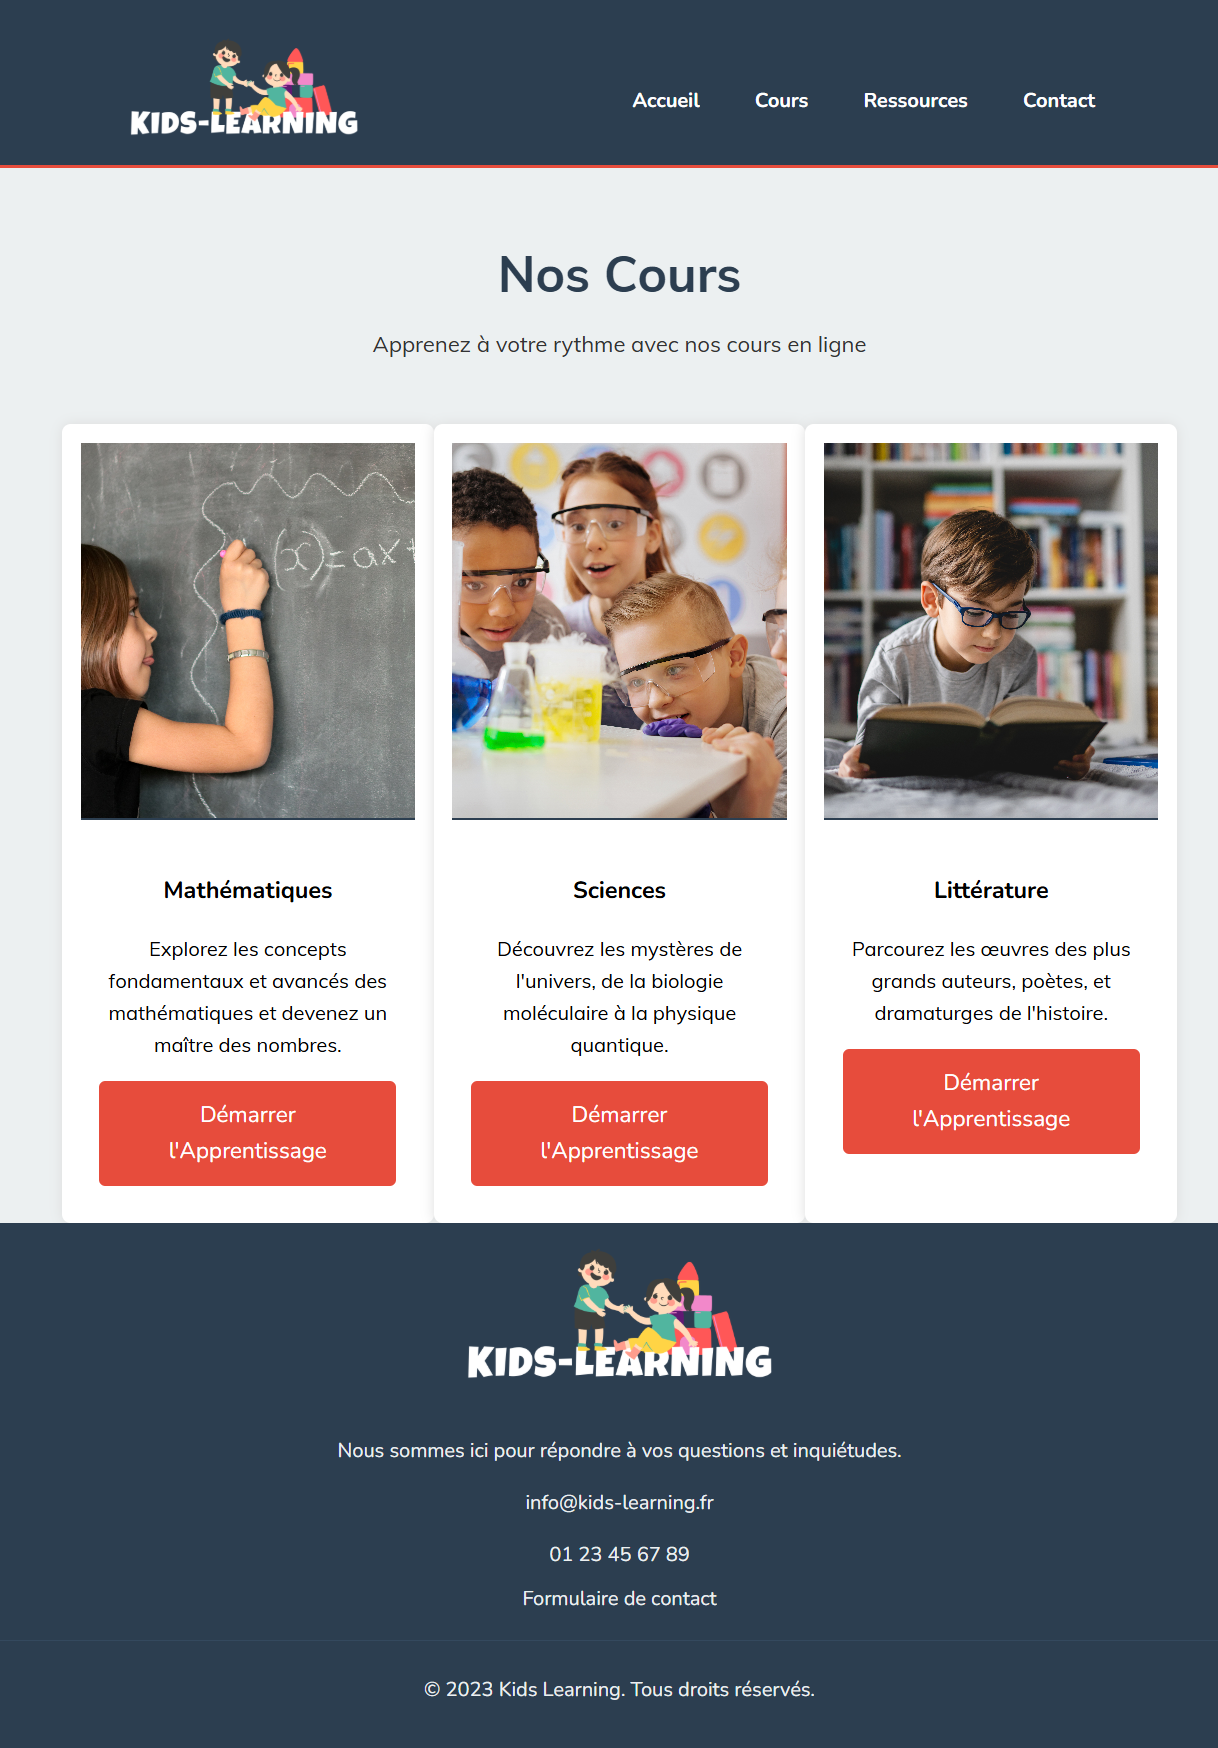 KIDS-LEARNING
Accueil
Cours
Ressources
Contact
Nos Cours
Apprenez à votre rythme avec nos cours en ligne
(x)=ax+
Mathématiques
Explorez les concepts
fondamentaux et avancés des
mathématiques et devenez un
maître des nombres.
Démarrer
l'Apprentissage
Sciences
Découvrez les mystères de
l'univers, de la biologie
moléculaire à la physique
quantique.
Démarrer
l'Apprentissage
Littérature
Parcourez les œuvres des plus
grands auteurs, poètes, et
dramaturges de l'histoire.
Démarrer
l'Apprentissage
KIDS-LEARNING
Nous sommes ici pour répondre à vos questions et inquiétudes.
info@kids-learning.fr
01 23 45 67 89
Formulaire de contact
© 2023 Kids Learning. Tous droits réservés.